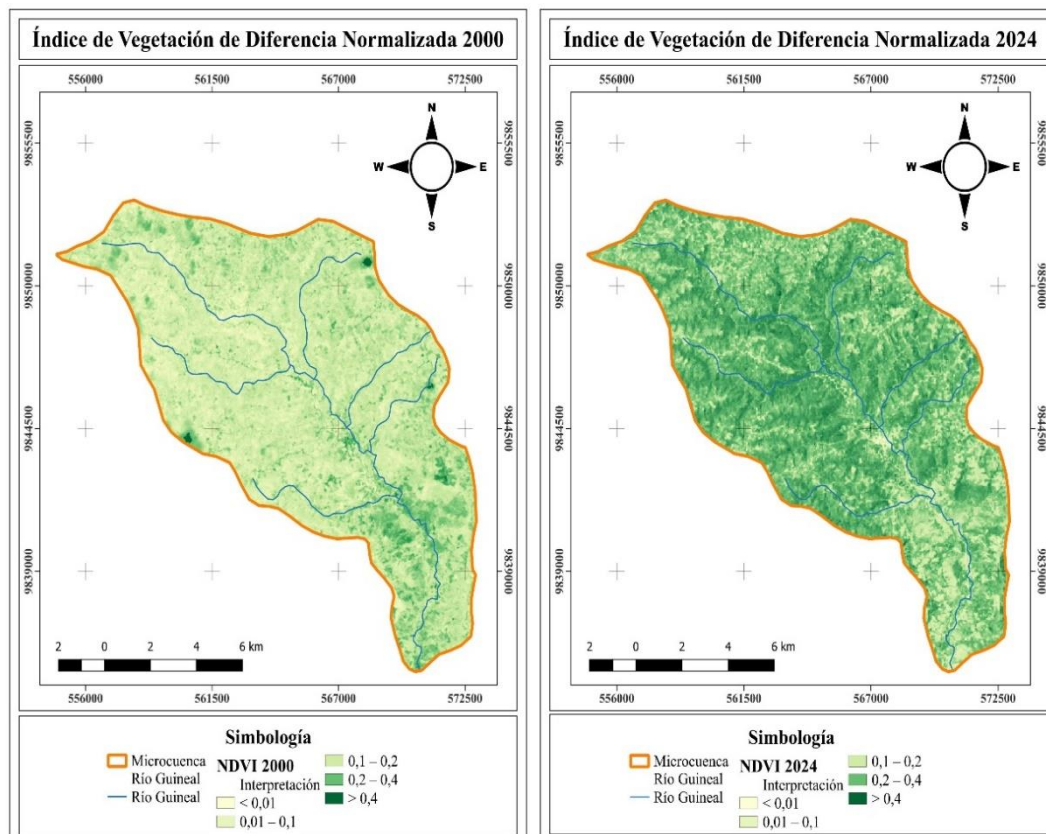 Índice de Vegetación de Diferencia Normalizada 2000
556000 561500 567000 572500
N
W E
S
9855500 9855500
9850000 9850000
9844500 9844500
9839000 9839000
2 0 2 4 6 km
556000 561500 567000 572500
Simbología
Microcuenca
Río Guineal
Río Guineal
NDVI 2000
Interpretación
< 0,01
0,01 – 0,1
0,1 – 0,2
0,2 – 0,4
> 0,4
Índice de Vegetación de Diferencia Normalizada 2024
556000 561500 567000 572500
N
W E
S
9855500 9855500
9850000 9850000
9844500 9844500
9839000 9839000
2 0 2 4 6 km
556000 561500 567000 572500
Simbología
Microcuenca
Río Guineal
Río Guineal
NDVI 2024
Interpretación
< 0,01
0,01 – 0,1
0,1 – 0,2
0,2 – 0,4
> 0,4